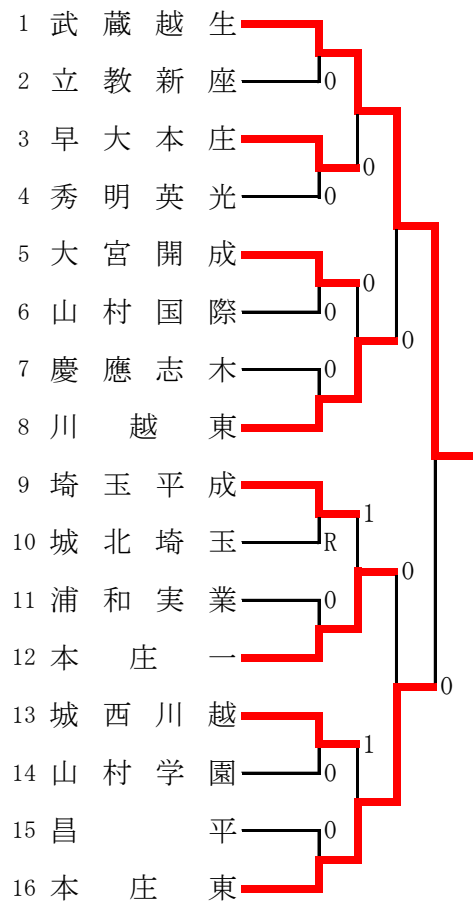 1 武蔵越生
2 立教新座 0
3 早大本庄 0
4 秀明英光 0
5 大宮開成 0
6 山村国際 0
0
7 慶應志木 0
8 川越東
9 埼玉平成 1
10 城北埼玉 R
0
11 浦和実業 0
12 本庄一
0
13 城西川越 1
14 山村学園 0
15 昌平 0
16 本庄東